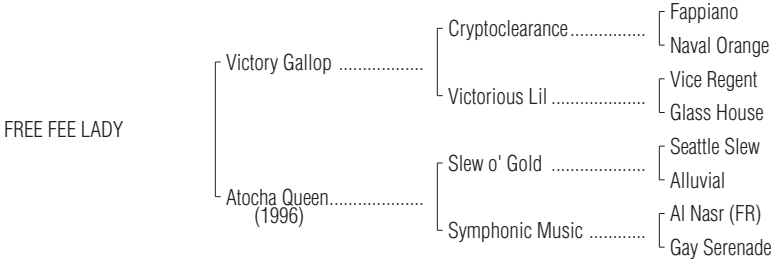 Fappiano
Cryptoclearance................
Naval Orange
Victory Gallop ..................
Vice Regent
Victorious Lil ....................
Glass House
FREE FEE LADY
Seattle Slew
Slew o' Gold ....................
Alluvial
Atocha Queen....................
(1996)
Al Nasr (FR)
Symphonic Music ............
Gay Serenade